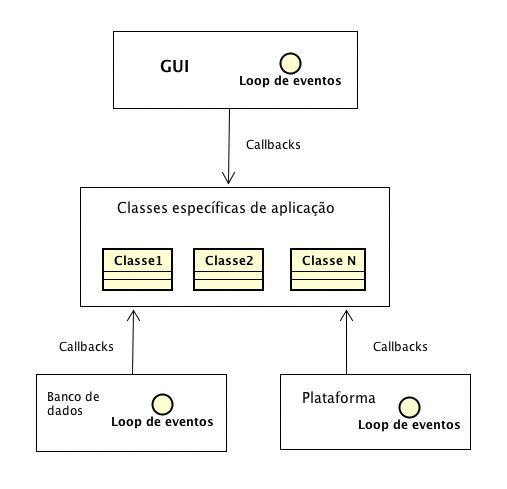 GUI
Loop de eventos
Callbacks
Classes específicas de aplicação
Classe1
Classe2
Classe N
Callbacks
Callbacks
Banco de
dados
Loop de eventos
Plataforma
Loop de eventos